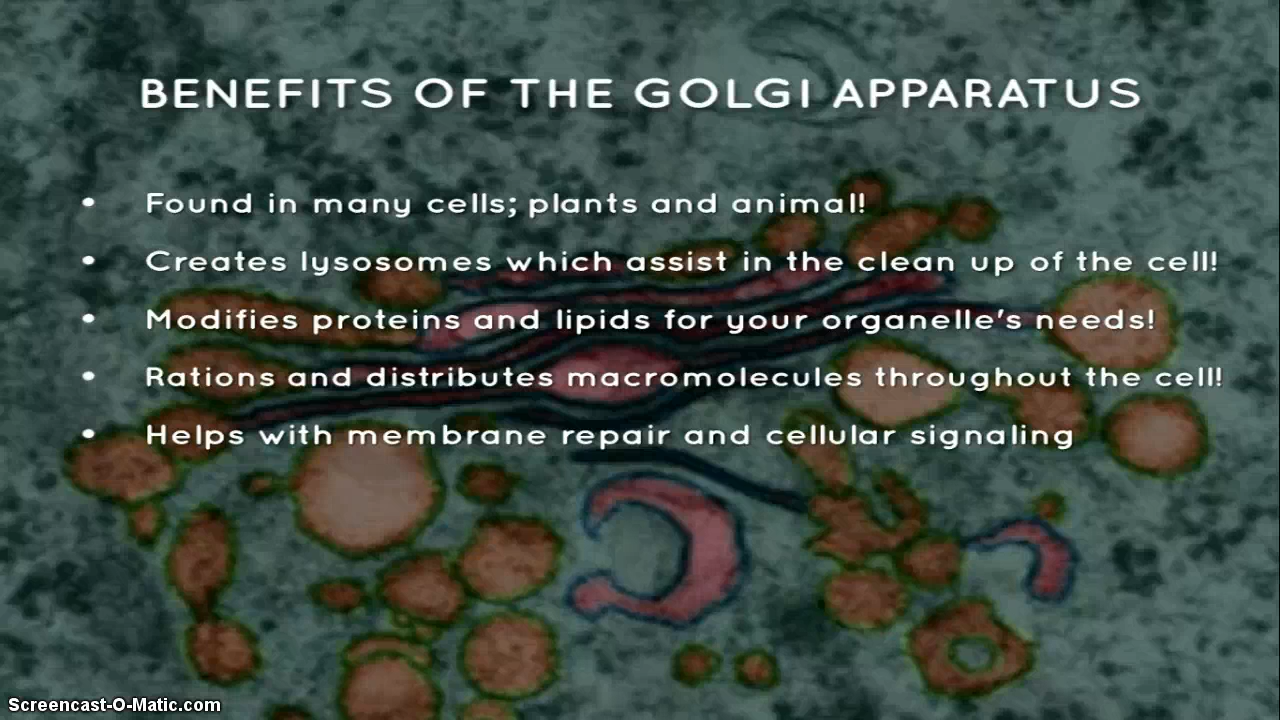 BENEFITS OF THE GOLGI APPARATUS
• Found in many cells; plants and animal!
• Creates lysosomes which assist in the clean up of the cell!
• Modifies proteins and lipids for your organelle's needs!
• Rations and distributes macromolecules throughout the cell!
• Helps with membrane repair and cellular signaling
Screencast-O-Matic.com